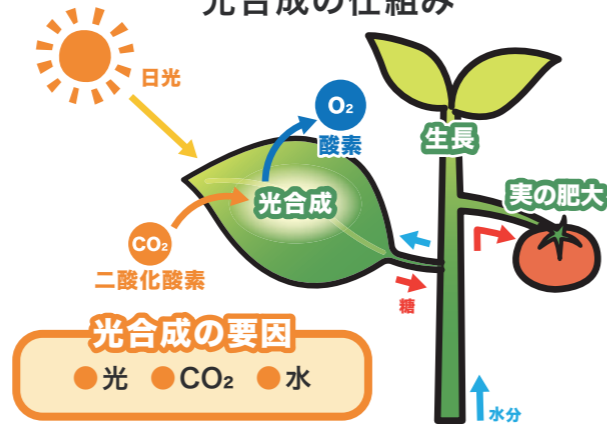 光合成の仕組み
日光
O₂
酸素
生長
光合成
実の肥大
CO₂
二酸化酸素
糖
光合成の要因
●光 ●CO₂ ●水
水分